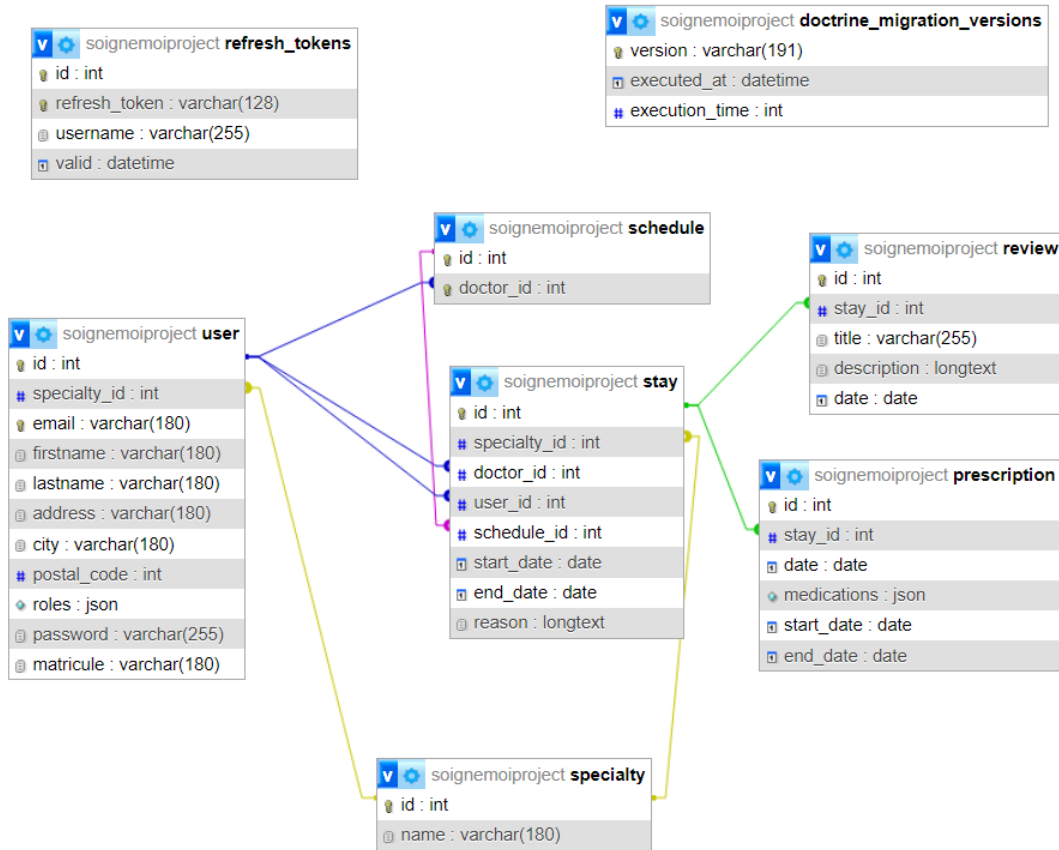 v soignemoiproject refresh_tokens
id : int
refresh_token : varchar(128)
username : varchar(255)
valid : datetime
v soignemoiproject doctrine_migration_versions
version : varchar(191)
executed_at : datetime
# execution_time : int
v soignemoiproject schedule
id : int
doctor_id : int
v soignemoiproject review
id : int
# stay_id : int
title : varchar(255)
description : longtext
date : date
v soignemoiproject user
id : int
# specialty_id : int
email : varchar(180)
firstname : varchar(180)
lastname : varchar(180)
address : varchar(180)
city : varchar(180)
# postal_code : int
roles : json
password : varchar(255)
matricule : varchar(180)
v soignemoiproject stay
id : int
# specialty_id : int
# doctor_id : int
# user_id : int
# schedule_id : int
start_date : date
end_date : date
reason : longtext
v soignemoiproject prescription
id : int
# stay_id : int
date : date
medications : json
start_date : date
end_date : date
v soignemoiproject specialty
id : int
name : varchar(180)